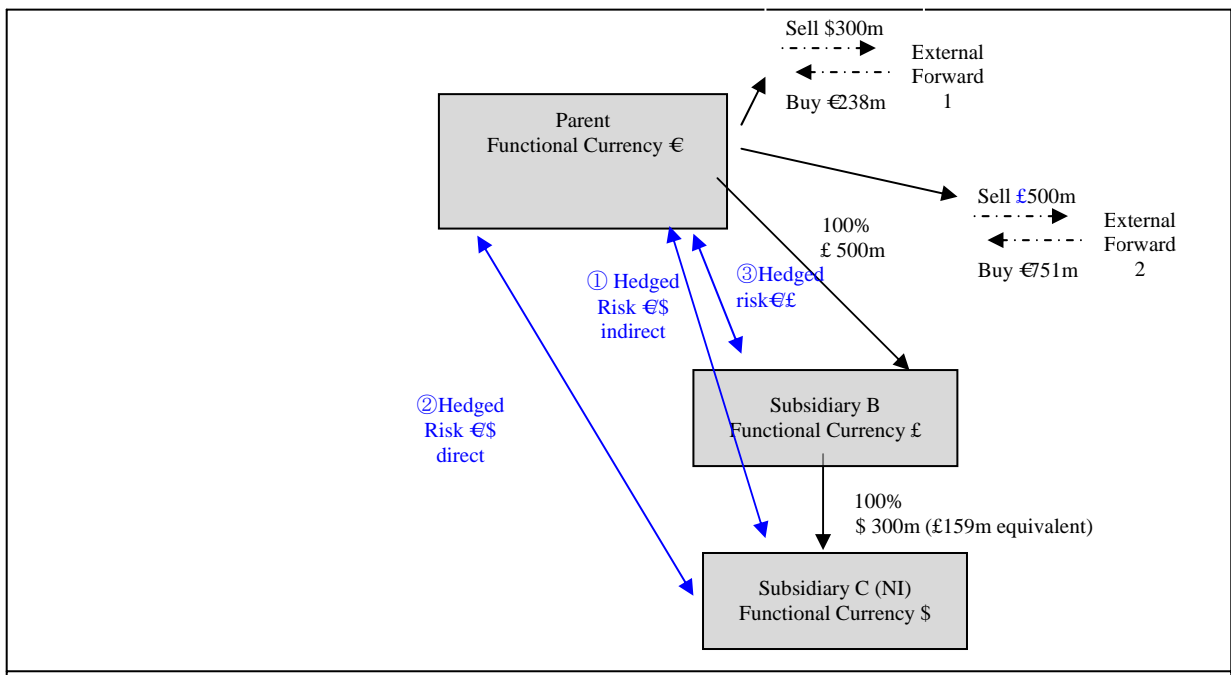 Sell $300m
External
Forward
1
Buy €238m
Parent
Functional Currency €
Sell £500m
External
Forward
2
Buy €751m
100%
£ 500m
① Hedged
Risk €/$
indirect
③Hedged
risk€/£
②Hedged
Risk €/$
direct
Subsidiary B
Functional Currency £
100%
$ 300m (£159m equivalent)
Subsidiary C (NI)
Functional Currency $